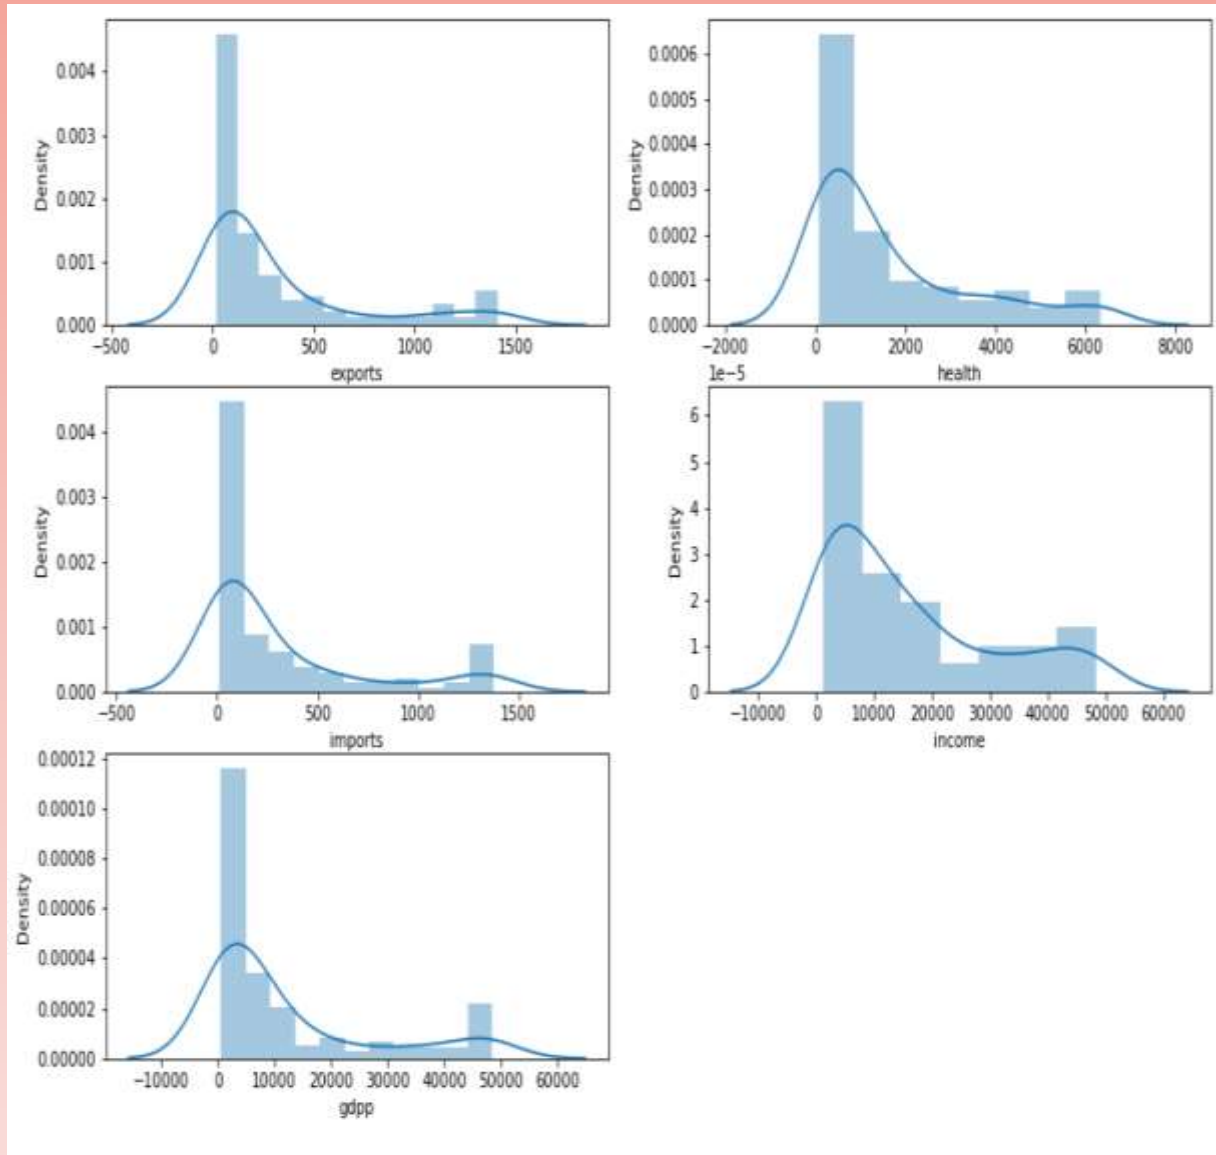 Density
0.004
0.003
0.002
0.001
0.000
−500 0 500 1000 1500
exports
Density
0.0006
0.0005
0.0004
0.0003
0.0002
0.0001
0.0000
−2000 0 2000 4000 6000 8000
health
Density
0.004
0.003
0.002
0.001
0.000
−500 0 500 1000 1500
imports
1e−5
Density
6
5
4
3
2
1
0
−10000 0 10000 20000 30000 40000 50000 60000
income
Density
0.00012
0.00010
0.00008
0.00006
0.00004
0.00002
0.00000
−10000 0 10000 20000 30000 40000 50000 60000
gdpp